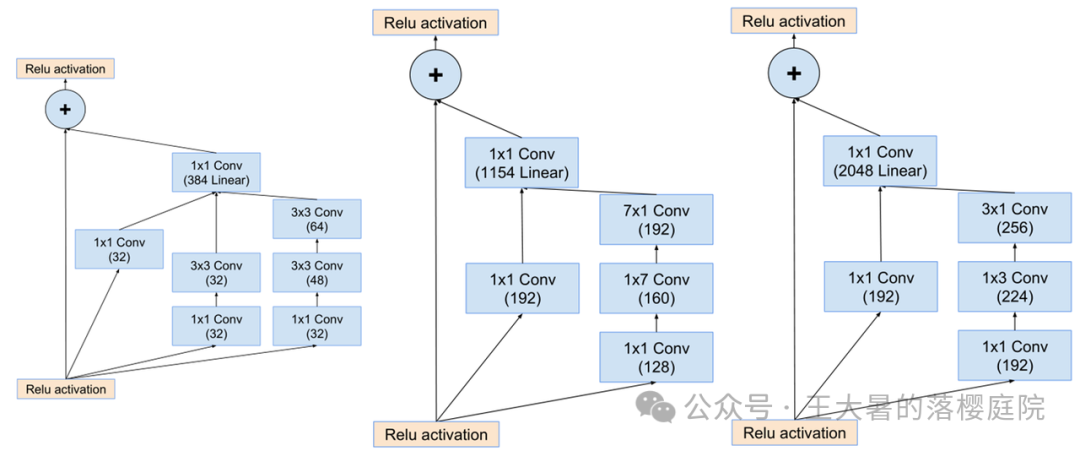 Relu activation
+
1x1 Conv
(384 Linear)
3x3 Conv
(64)
1x1 Conv
(32)
3x3 Conv
(32)
3x3 Conv
(48)
1x1 Conv
(32)
1x1 Conv
(32)
Relu activation
Relu activation
+
1x1 Conv
(1154 Linear)
7x1 Conv
(192)
1x1 Conv
(192)
1x7 Conv
(160)
1x1 Conv
(128)
Relu activation
Relu activation
+
1x1 Conv
(2048 Linear)
3x1 Conv
(256)
1x1 Conv
(192)
1x3 Conv
(224)
1x1 Conv
(192)
Relu activation
公众号 · 王大暑的落樱庭院